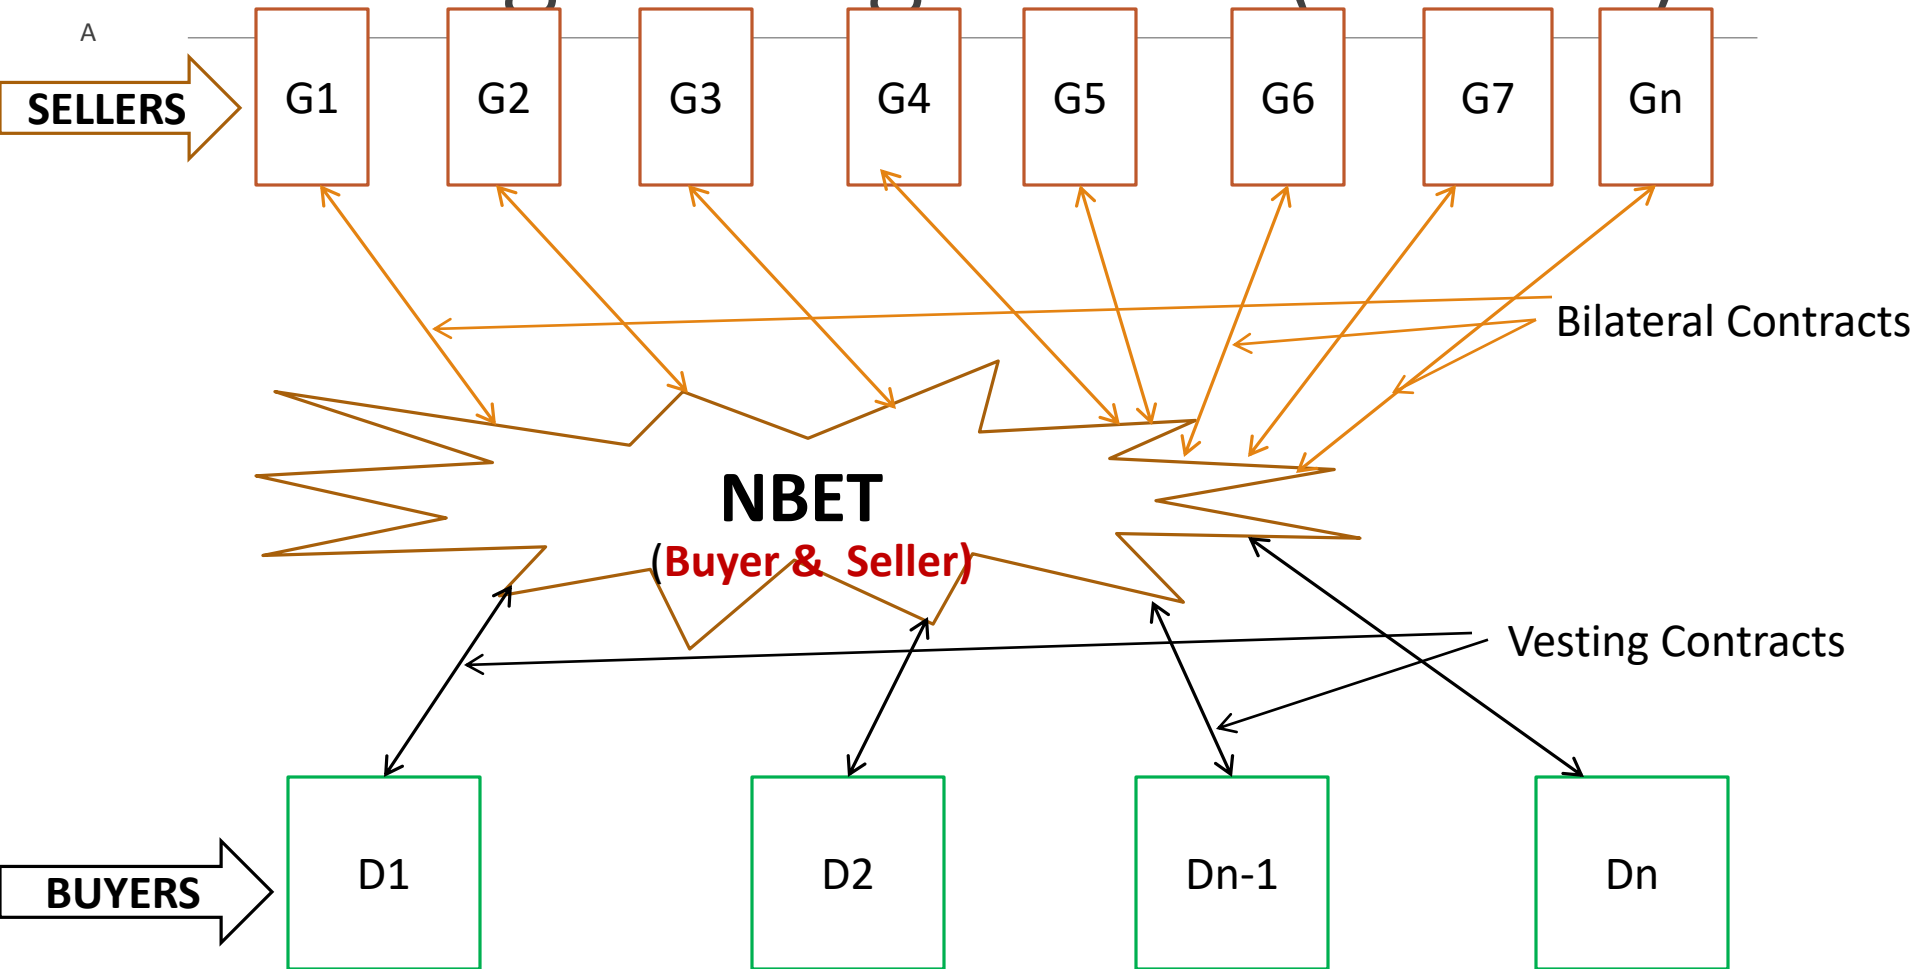 A
SELLERS
G1 G2 G3 G4 G5 G6 G7 Gn
Bilateral Contracts
NBET
(Buyer & Seller)
Vesting Contracts
BUYERS
D1 D2 Dn-1 Dn